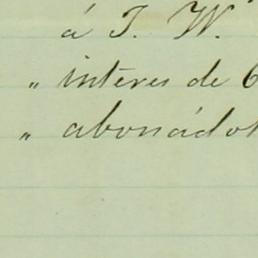 á J. W.
" interes de 6
" abonádo